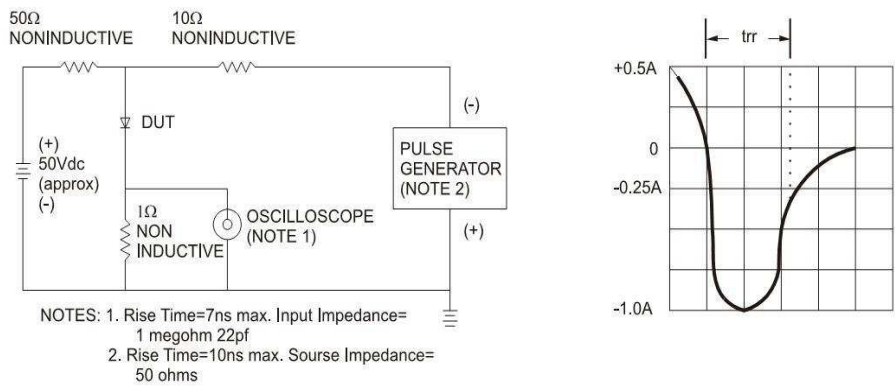 50Ω
NONINDUCTIVE
10Ω
NONINDUCTIVE
DUT
(+)
50Vdc
(approx)
(-)
1Ω
NON
INDUCTIVE
OSCILLOSCOPE
(NOTE 1)
(-)
PULSE
GENERATOR
(NOTE 2)
(+)
NOTES: 1. Rise Time=7ns max. Input Impedance=
1 megohm 22pf
2. Rise Time=10ns max. Sourse Impedance=
50 ohms
trr
+0.5A
0
-0.25A
-1.0A